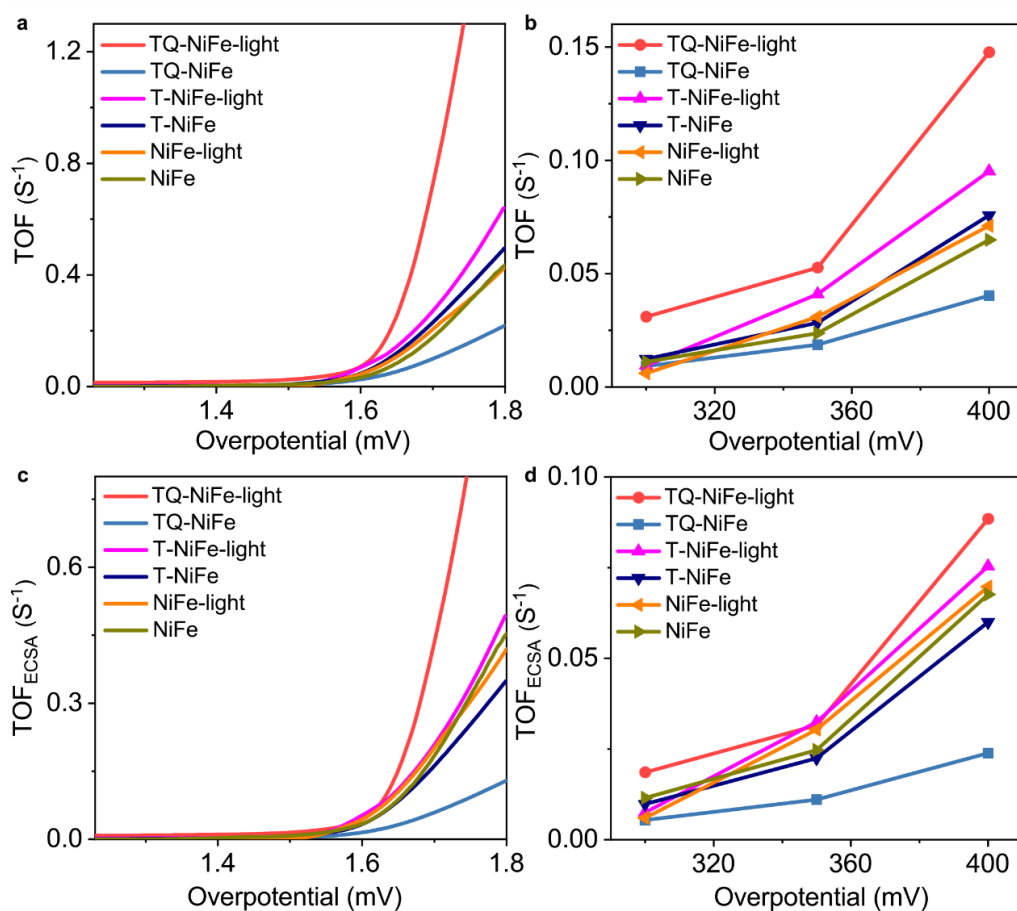 a
TQ-NiFe-light
TQ-NiFe
T-NiFe-light
T-NiFe
NiFe-light
NiFe
1.2
0.8
0.4
0.0
TOF (S⁻¹)
1.4 1.6 1.8
Overpotential (mV)
b
TQ-NiFe-light
TQ-NiFe
T-NiFe-light
T-NiFe
NiFe-light
NiFe
0.15
0.10
0.05
0.00
TOF (S⁻¹)
320 360 400
Overpotential (mV)
c
TQ-NiFe-light
TQ-NiFe
T-NiFe-light
T-NiFe
NiFe-light
NiFe
0.6
0.3
0.0
TOF_ECSA (S⁻¹)
1.4 1.6 1.8
Overpotential (mV)
d
TQ-NiFe-light
TQ-NiFe
T-NiFe-light
T-NiFe
NiFe-light
NiFe
0.10
0.05
0.00
TOF_ECSA (S⁻¹)
320 360 400
Overpotential (mV)